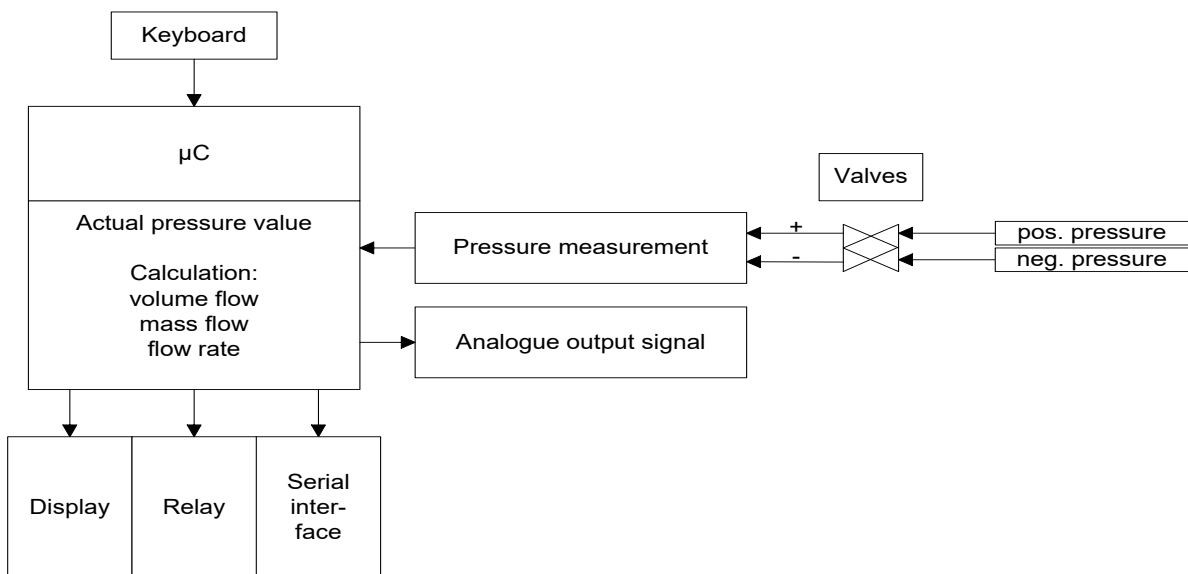 Keyboard
µC
Valves
Actual pressure value
Pressure measurement
+
-
pos. pressure
neg. pressure
Calculation:
volume flow
mass flow
flow rate
Analogue output signal
Display
Relay
Serial
inter-
face